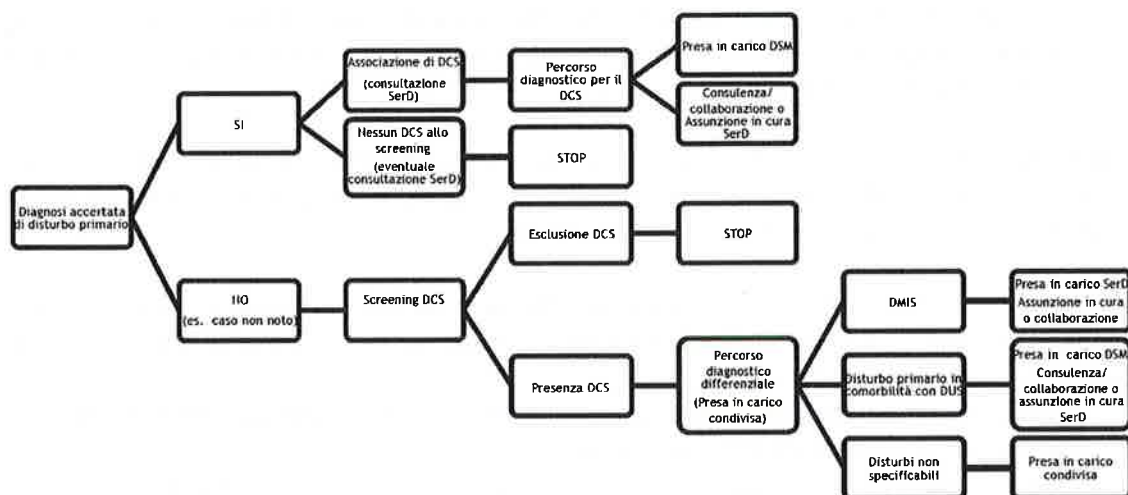 Diagnosi accertata
di disturbo primario
SI
Associazione di DCS
(consultazione
SerD)
Percorso
diagnostico per il
DCS
Presa in carico DSM
Consulenza/
collaborazione o
Assunzione in cura
SerD
Nessun DCS allo
screening
(eventuale
consultazione SerD)
STOP
NO
(es. caso non noto)
Screening DCS
Esclusione DCS
STOP
Presenza DCS
Percorso
diagnostico
differenziale
(Presa in carico
condivisa)
DMIS
Presa in carico SerD
Assunzione in cura
o collaborazione
Disturbo primario in
comorbilità con DUS
Presa in carico DSM
Consulenza/
collaborazione o
assunzione in cura
SerD
Disturbi non
specificabili
Presa in carico
condivisa